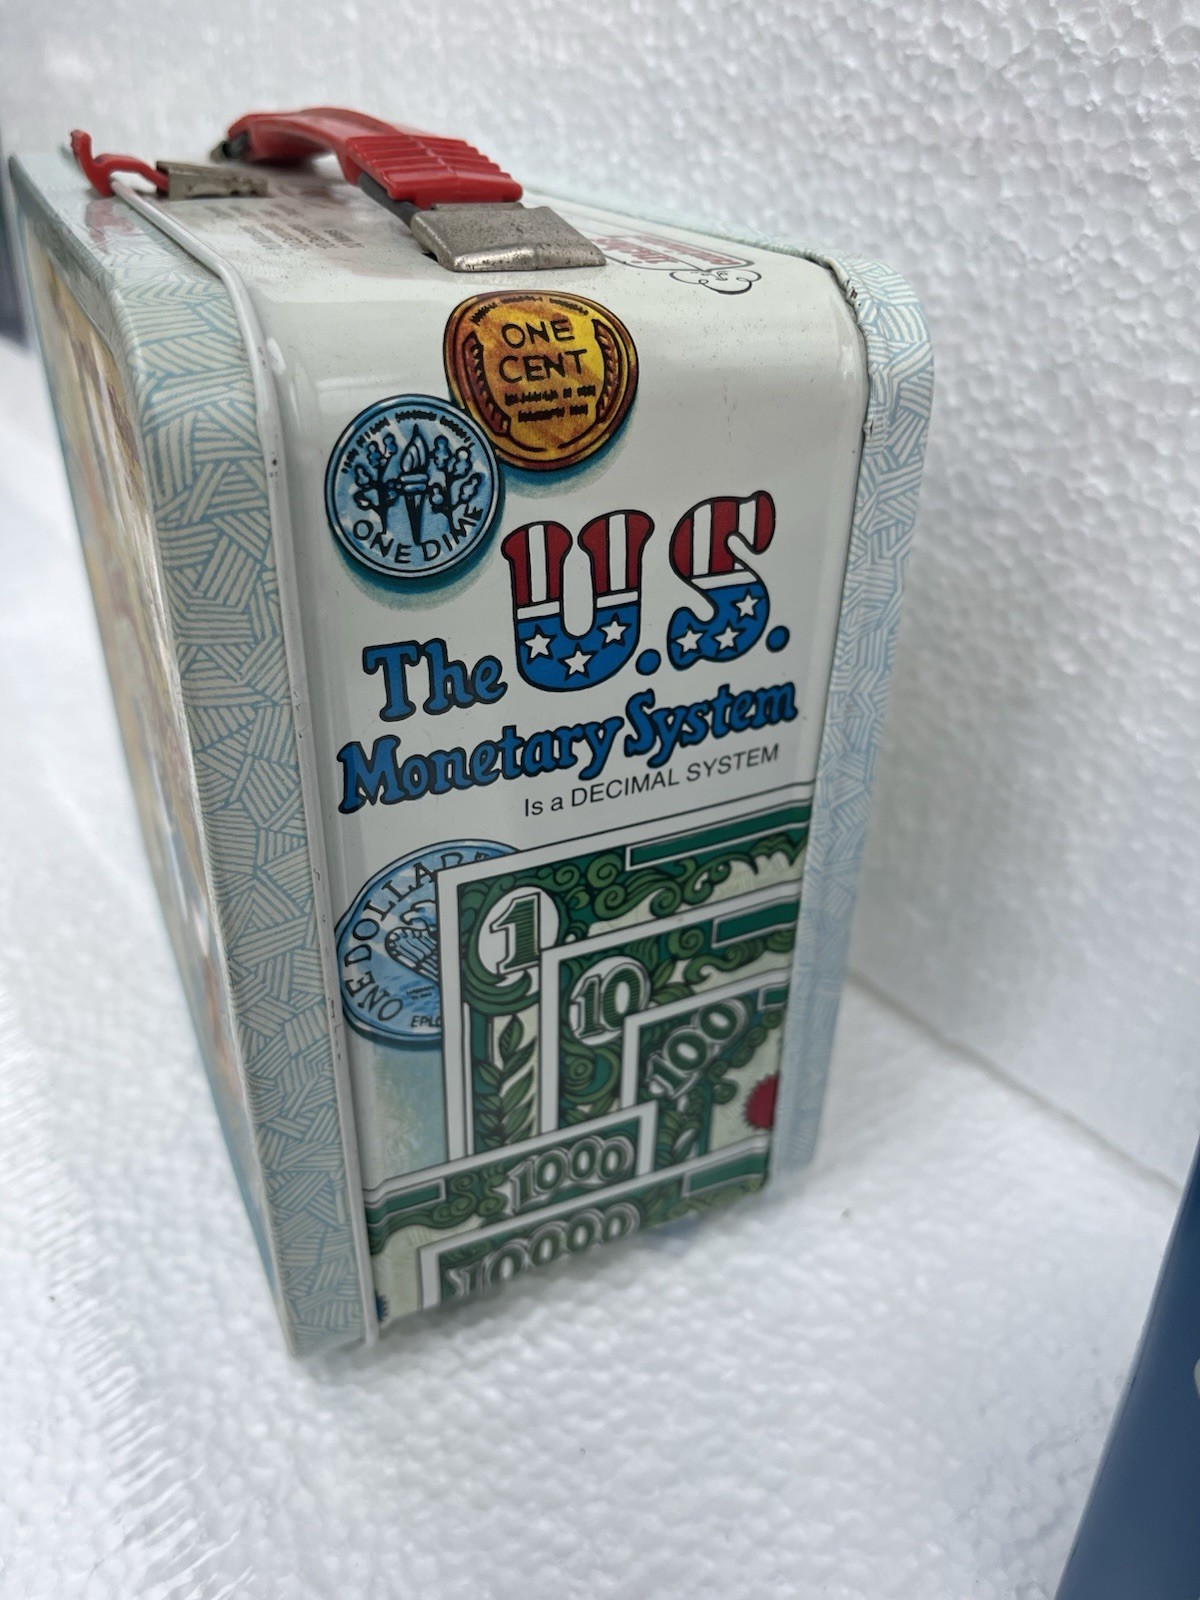 ONE
CENT
ONE DIME
The U.S.
Monetary System
Is a DECIMAL SYSTEM
ONE DOLLAR
1
10
100
1000
10000